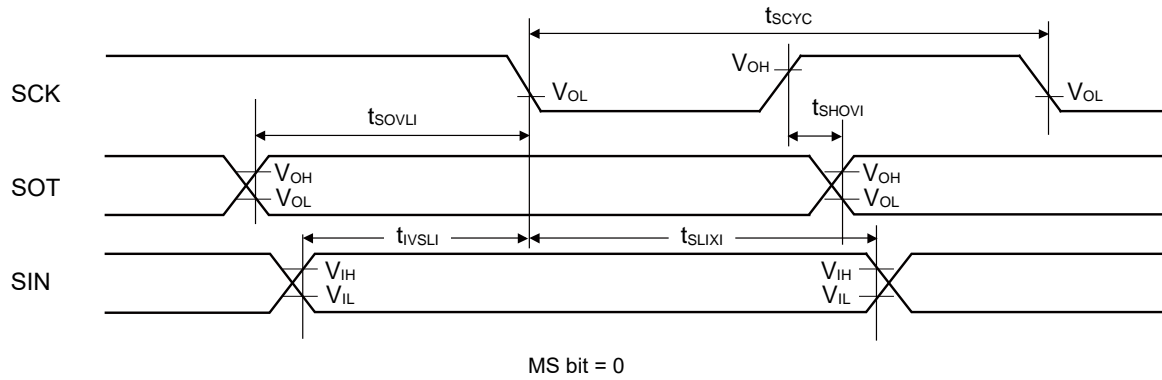 tSCYC
SCK VOH VOL VOL
tSOVLI tSHOVI
SOT VOH VOH
VOL VOL
tIVSLI tSLIXI
SIN VIH VIH
VIL VIL
MS bit = 0